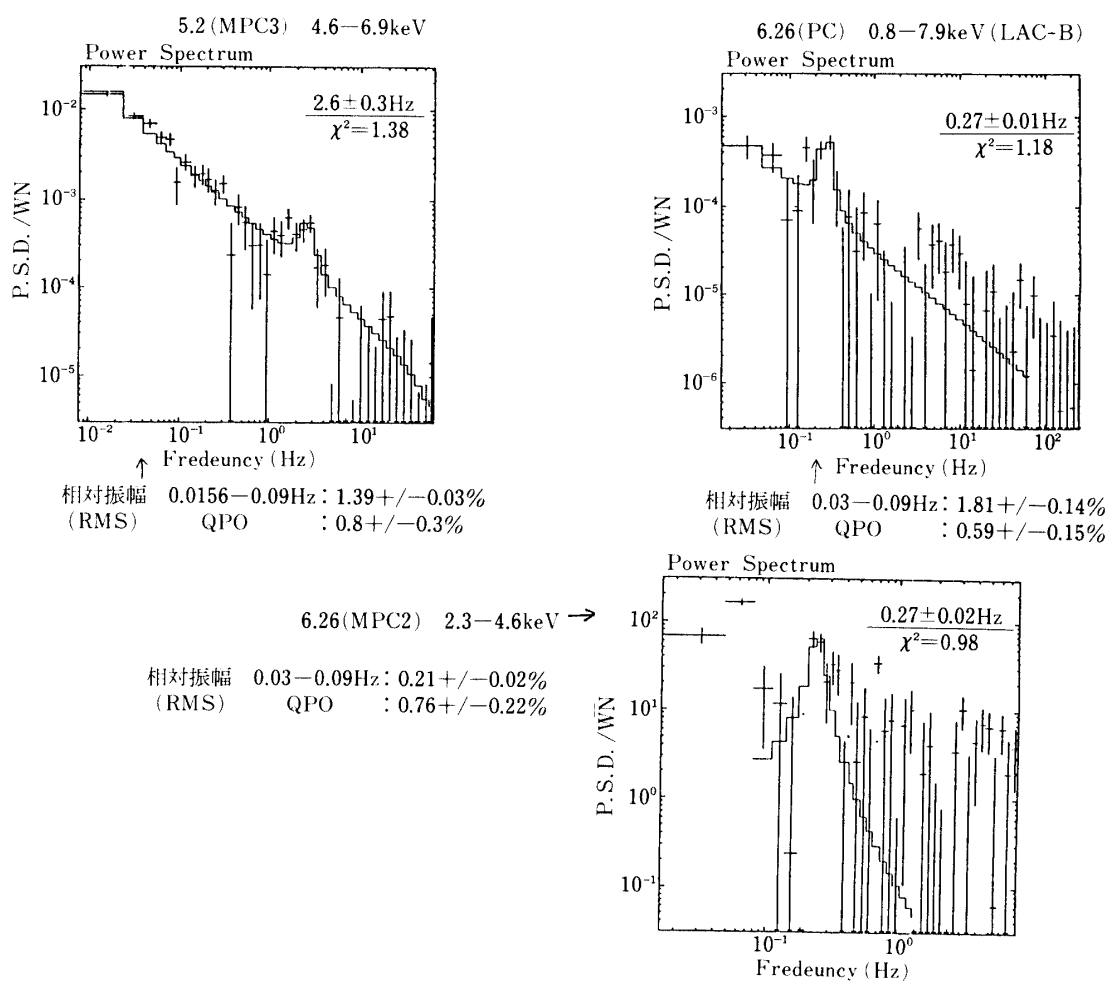 5.2(MPC3) 4.6−6.9keV
Power Spectrum
2.6±0.3Hz
χ²=1.38
P.S.D./WN
10⁻²
10⁻³
10⁻⁴
10⁻⁵
10⁻² 10⁻¹ 10⁰ 10¹
Fredeuncy (Hz)
↑
相対振幅 0.0156−0.09Hz：1.39+/−0.03%
(RMS) QPO ：0.8+/−0.3%
6.26(PC) 0.8−7.9keV(LAC-B)
Power Spectrum
0.27±0.01Hz
χ²=1.18
P.S.D./WN
10⁻³
10⁻⁴
10⁻⁵
10⁻⁶
10⁻¹ 10⁰ 10¹ 10²
↑ Fredeuncy (Hz)
相対振幅 0.03−0.09Hz：1.81+/−0.14%
(RMS) QPO ：0.59+/−0.15%
6.26(MPC2) 2.3−4.6keV →
相対振幅 0.03−0.09Hz：0.21+/−0.02%
(RMS) QPO ：0.76+/−0.22%
Power Spectrum
0.27±0.02Hz
χ²=0.98
P.S.D./WN
10²
10¹
10⁰
10⁻¹
10⁻¹ 10⁰
Fredeuncy (Hz)